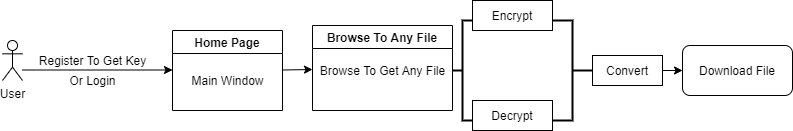 User
Register To Get Key
Or Login
Home Page
Main Window
Browse To Any File
Browse To Get Any File
Encrypt
Decrypt
Convert
Download File